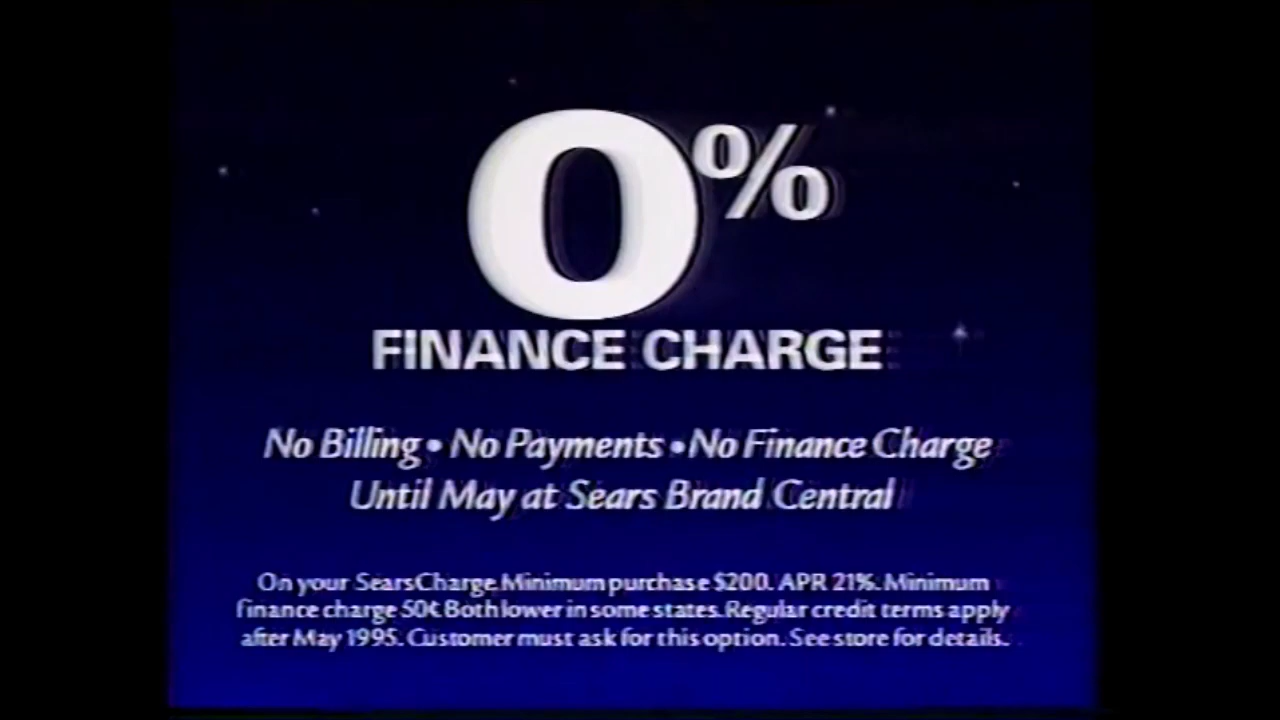 0%
FINANCE CHARGE
No Billing • No Payments • No Finance Charge
Until May at Sears Brand Central
On your SearsCharge. Minimum purchase $200. APR 21%. Minimum
finance charge 50¢. Both lower in some states. Regular credit terms apply
after May 1995. Customer must ask for this option. See store for details.